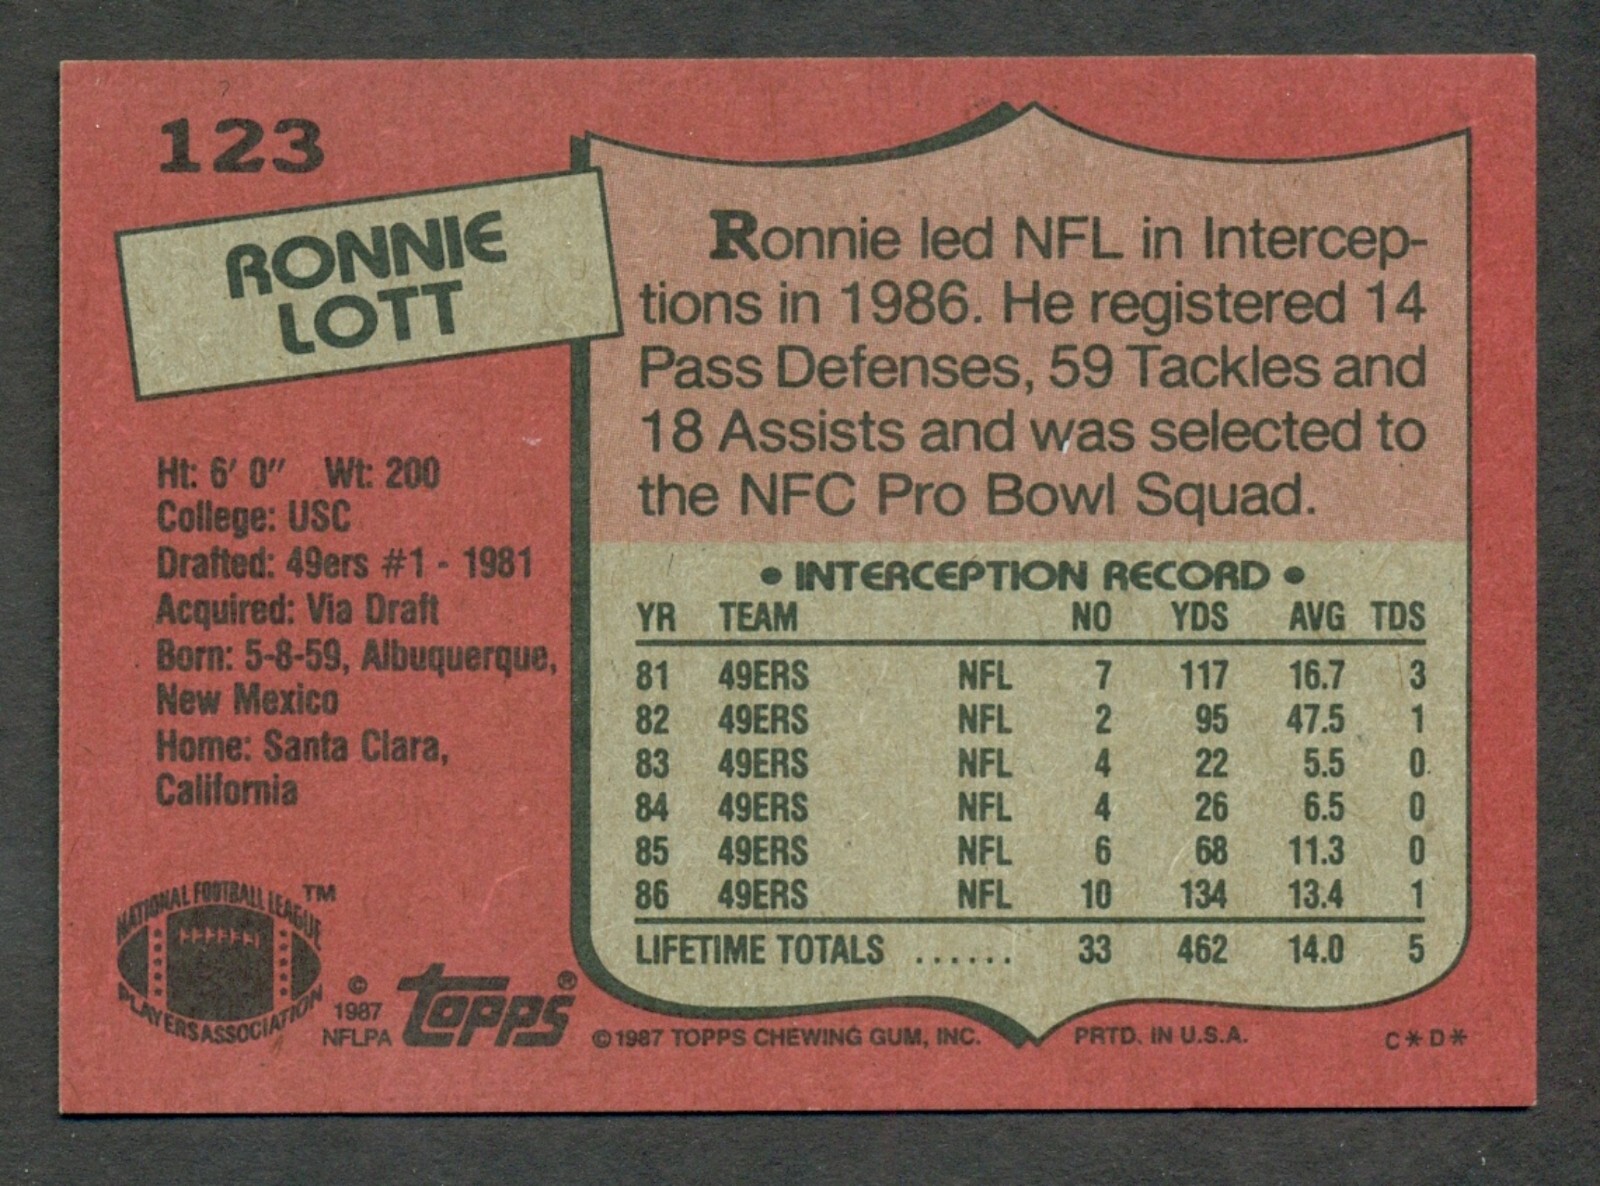 123
RONNIE
LOTT
Ht: 6' 0" Wt: 200
College: USC
Drafted: 49ers #1 - 1981
Acquired: Via Draft
Born: 5-8-59, Albuquerque,
New Mexico
Home: Santa Clara,
California
NATIONAL FOOTBALL LEAGUE ™
PLAYERS ASSOCIATION
© 1987 NFLPA
topps®
Ronnie led NFL in Intercep-
tions in 1986. He registered 14
Pass Defenses, 59 Tackles and
18 Assists and was selected to
the NFC Pro Bowl Squad.
• INTERCEPTION RECORD •
YR TEAM NO YDS AVG TDS
81 49ERS NFL 7 117 16.7 3
82 49ERS NFL 2 95 47.5 1
83 49ERS NFL 4 22 5.5 0
84 49ERS NFL 4 26 6.5 0
85 49ERS NFL 6 68 11.3 0
86 49ERS NFL 10 134 13.4 1
LIFETIME TOTALS ...... 33 462 14.0 5
©1987 TOPPS CHEWING GUM, INC. PRTD. IN U.S.A. C*D*